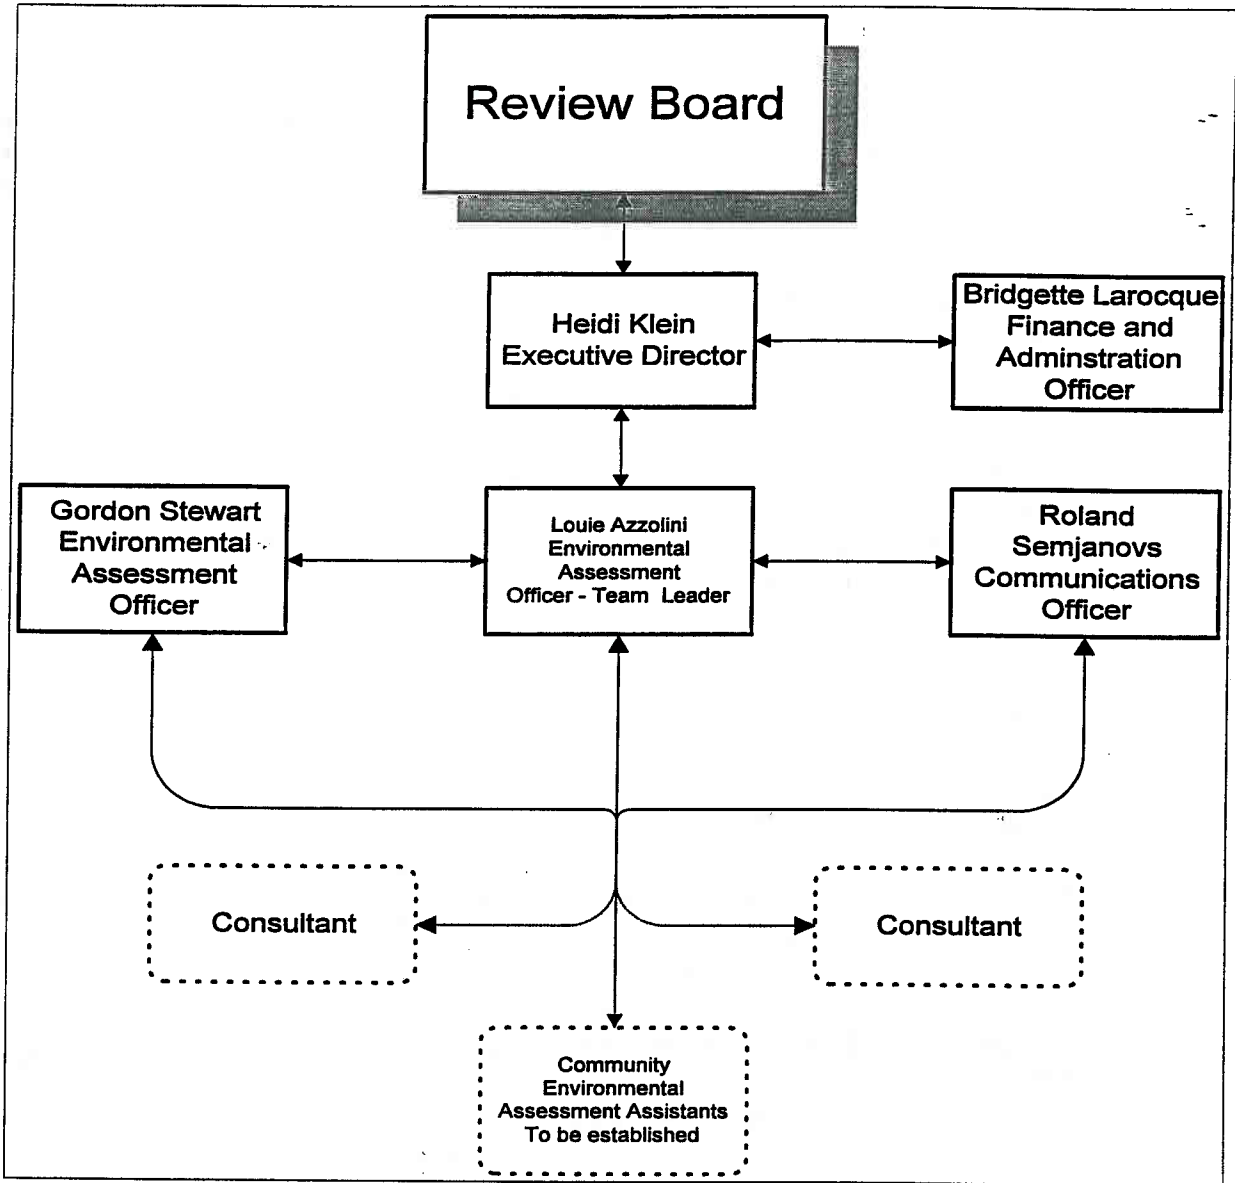 Review Board
Heidi Klein
Executive Director
Bridgette Larocque
Finance and
Adminstration
Officer
Gordon Stewart
Environmental
Assessment
Officer
Louie Azzolini
Environmental
Assessment
Officer - Team Leader
Roland
Semjanovs
Communications
Officer
Consultant
Consultant
Community
Environmental
Assessment Assistants
To be established